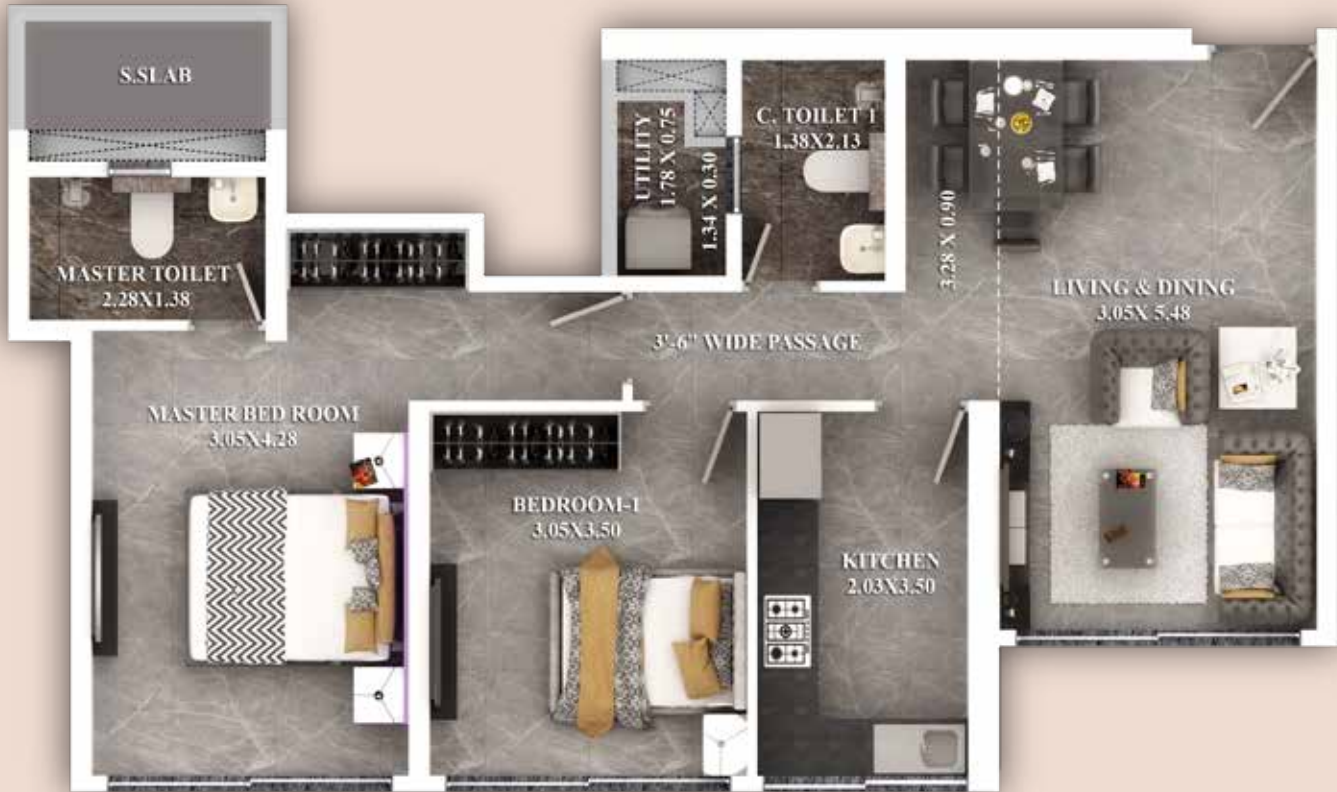 S.SLAB
MASTER TOILET
2.28X1.38
UTILITY
1.78 X 0.75
1.34 X 0.30
C. TOILET 1
1.38X2.13
3.28 X 0.90
LIVING & DINING
3.05X 5.48
3'-6" WIDE PASSAGE
MASTER BED ROOM
3.05X4.28
BEDROOM-1
3.05X3.50
KITCHEN
2.03X3.50